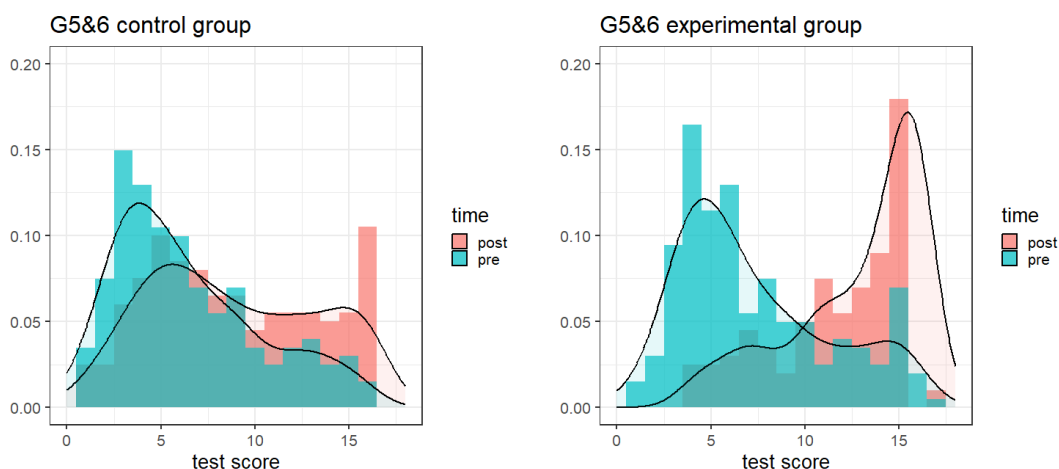 G5&6 control group
0.20
0.15
0.10
0.05
0.00
0
5
10
15
test score
time
post
pre
G5&6 experimental group
0.20
0.15
0.10
0.05
0.00
0
5
10
15
test score
time
post
pre